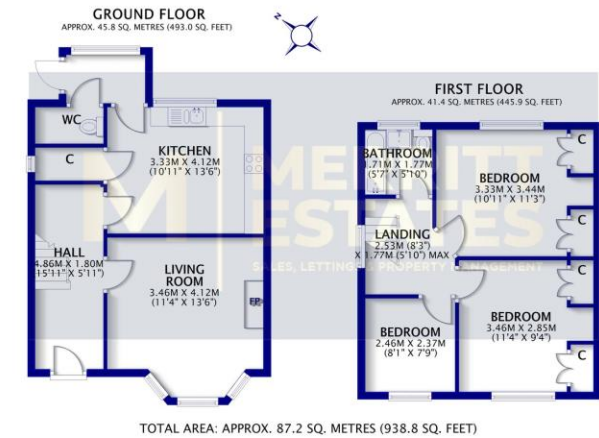 GROUND FLOOR
APPROX. 45.8 SQ. METRES (493.0 SQ. FEET)
N
WC
KITCHEN
3.33M X 4.12M
(10'11" X 13'6")
C
HALL
4.86M X 1.80M
(15'11" X 5'11")
LIVING
ROOM
3.46M X 4.12M
(11'4" X 13'6")
FP
FIRST FLOOR
APPROX. 41.4 SQ. METRES (445.9 SQ. FEET)
BATHROOM
1.71M X 1.77M
(5'7" X 5'10")
BEDROOM
3.33M X 3.44M
(10'11" X 11'3")
C
C
LANDING
2.53M (8'3")
X 1.77M (5'10") MAX
BEDROOM
2.46M X 2.37M
(8'1" X 7'9")
BEDROOM
3.46M X 2.85M
(11'4" X 9'4")
C
C
MERRITT
ESTATES
SALES, LETTINGS & PROPERTY MANAGEMENT
TOTAL AREA: APPROX. 87.2 SQ. METRES (938.8 SQ. FEET)